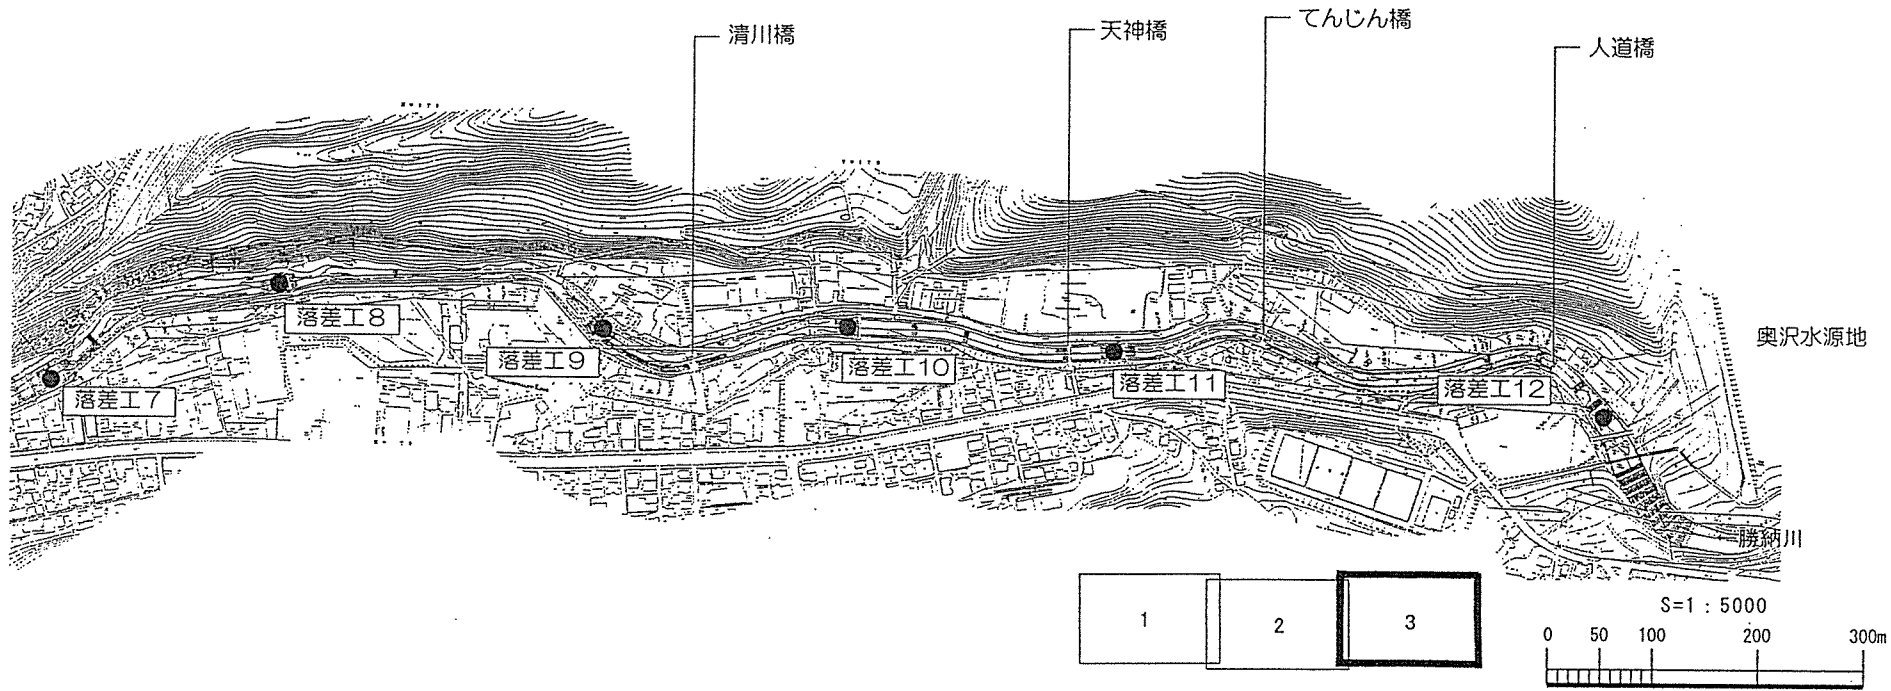 清川橋
天神橋
てんじん橋
人道橋
奥沢水源地
落差工8
落差工9
落差工10
落差工11
落差工12
落差工7
勝納川
1
2
3
S=1:5000
0 50 100 200 300m